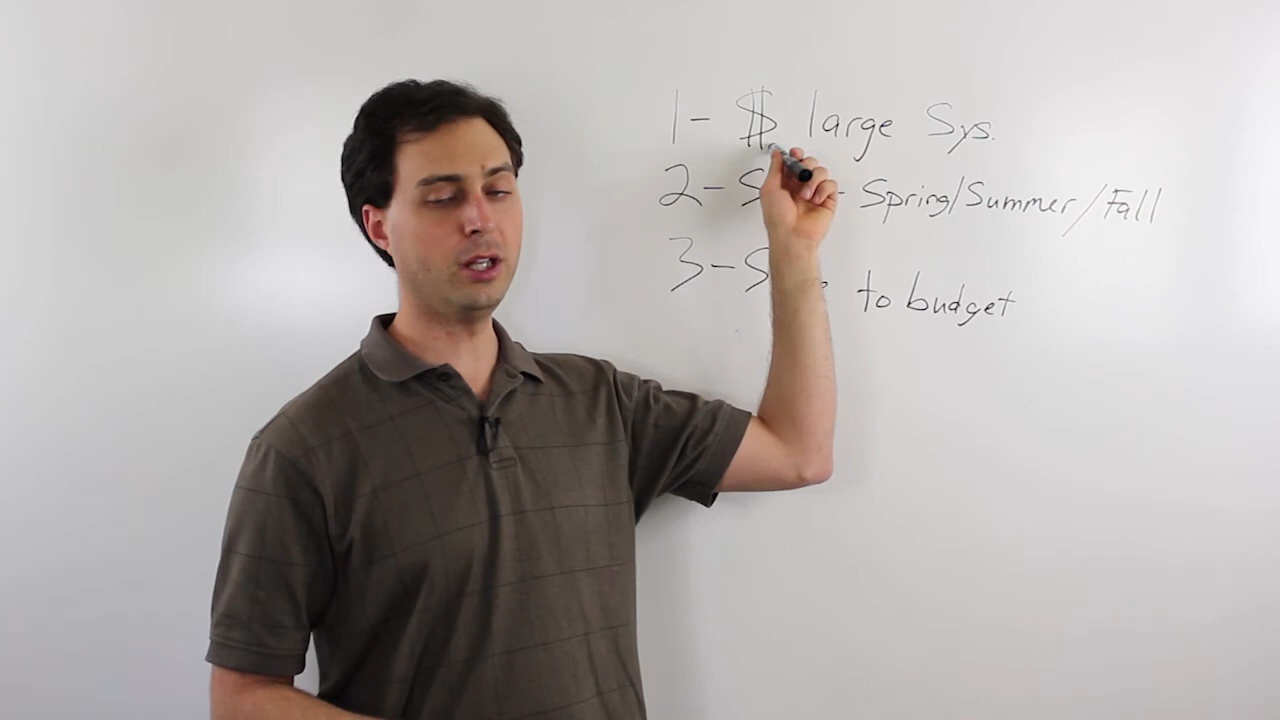 1- $ large Sys.
2- Spring/Summer/Fall
3- to budget